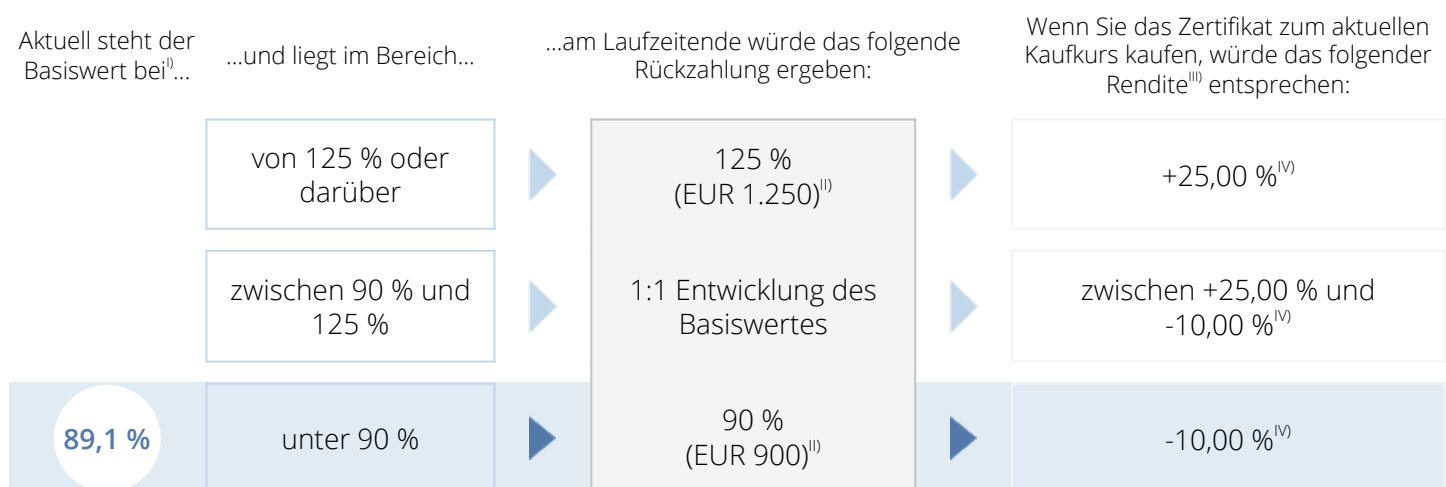 Aktuell steht der
Basiswert beiI)...
...und liegt im Bereich...
...am Laufzeitende würde das folgende
Rückzahlung ergeben:
Wenn Sie das Zertifikat zum aktuellen
Kaufkurs kaufen, würde das folgender
RenditeIII) entsprechen:
von 125 % oder
darüber
125 %
(EUR 1.250)II)
+25,00 %IV)
zwischen 90 % und
125 %
1:1 Entwicklung des
Basiswertes
zwischen +25,00 % und
-10,00 %IV)
89,1 %
unter 90 %
90 %
(EUR 900)II)
-10,00 %IV)